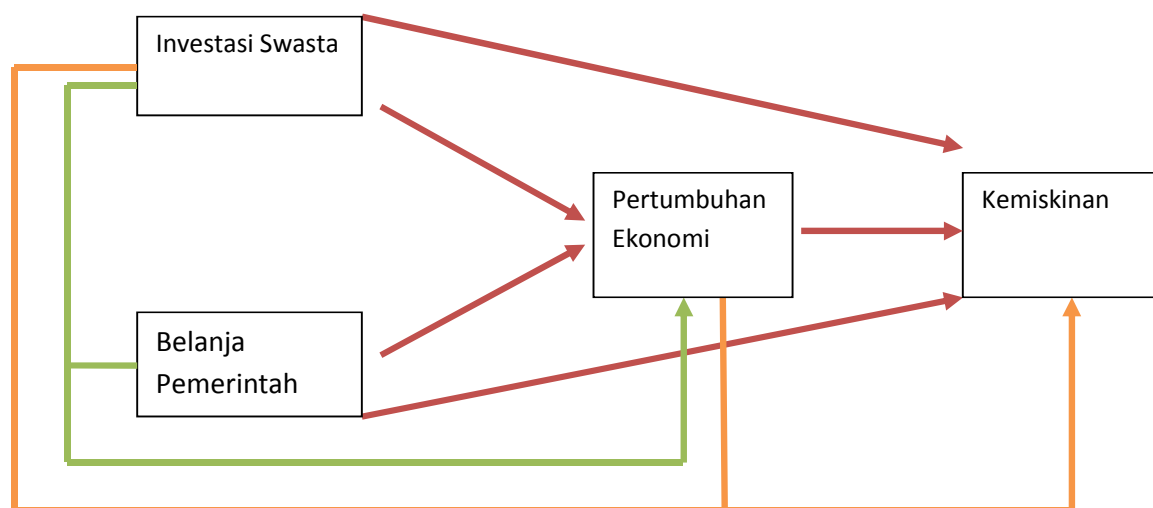 Investasi Swasta
Pertumbuhan
Ekonomi
Kemiskinan
Belanja
Pemerintah